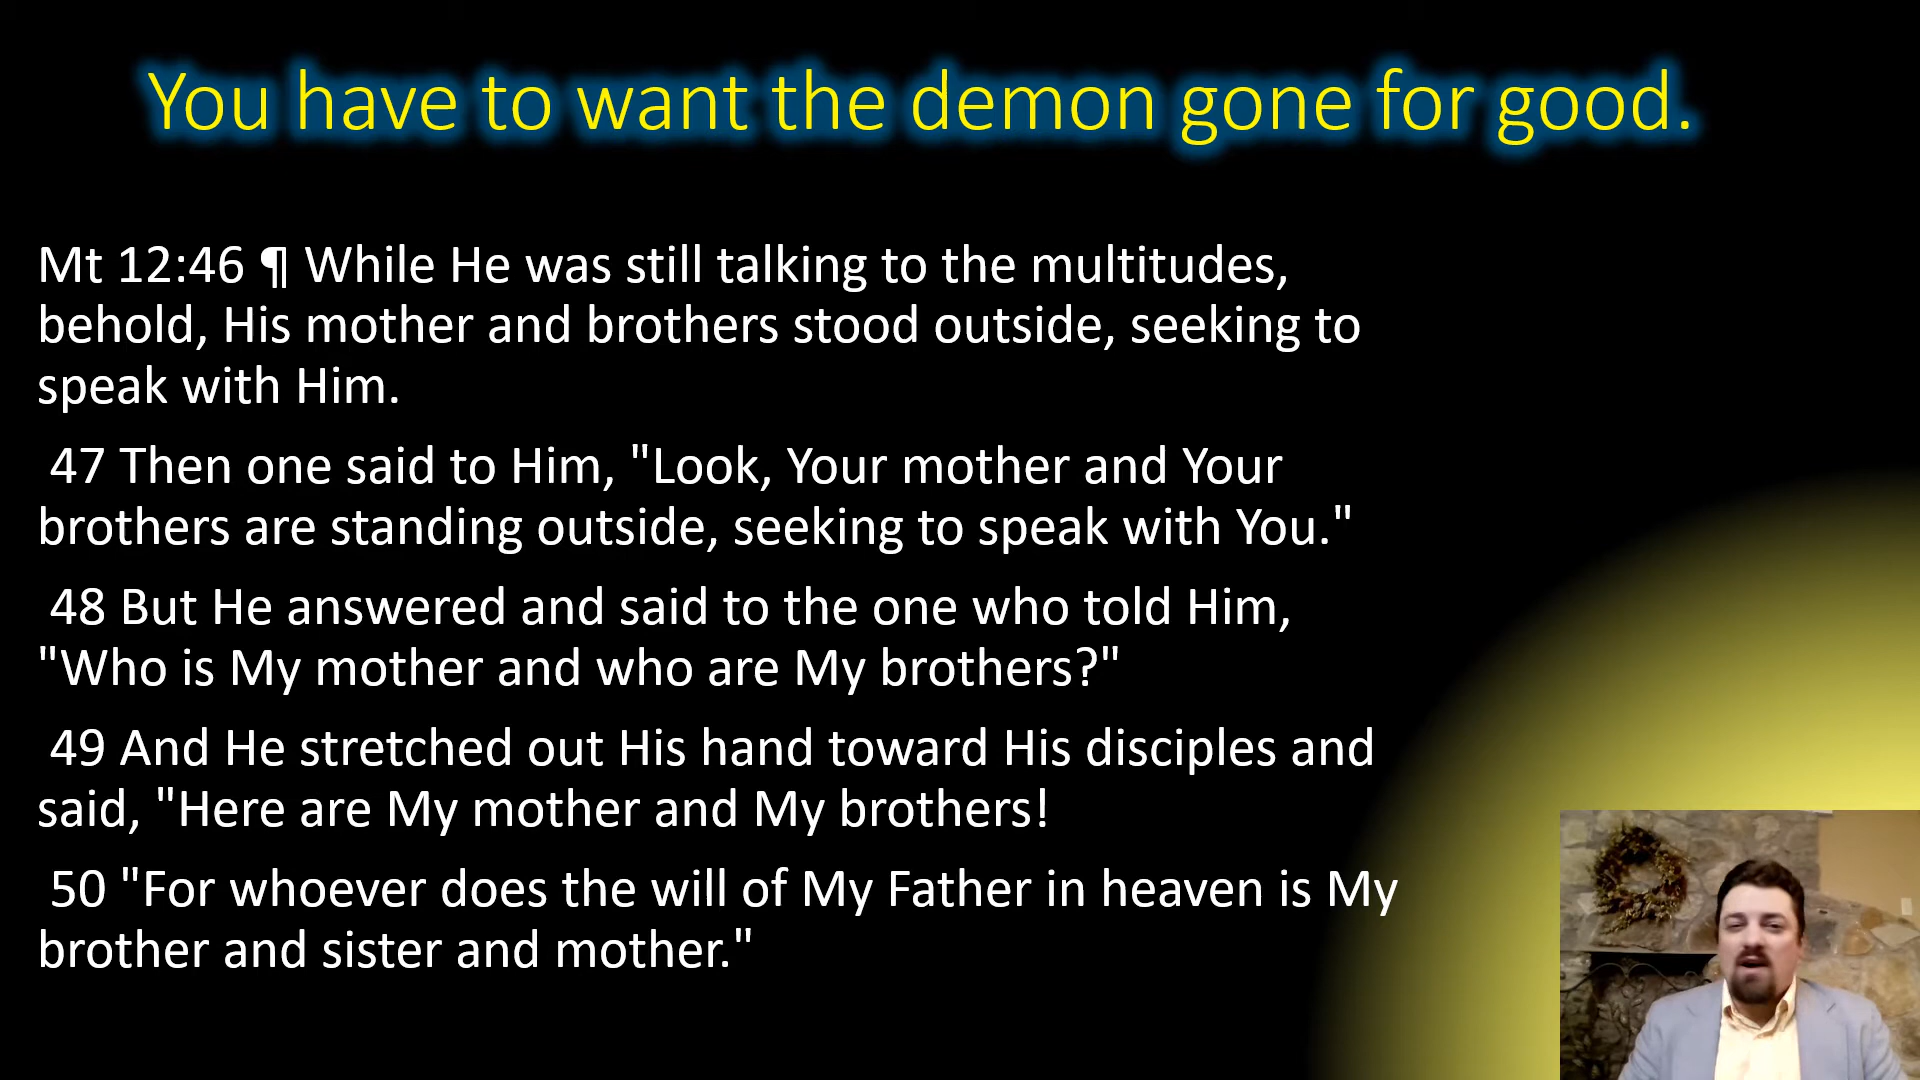 You have to want the demon gone for good.
Mt 12:46 ¶ While He was still talking to the multitudes,
behold, His mother and brothers stood outside, seeking to
speak with Him.
47 Then one said to Him, "Look, Your mother and Your
brothers are standing outside, seeking to speak with You."
48 But He answered and said to the one who told Him,
"Who is My mother and who are My brothers?"
49 And He stretched out His hand toward His disciples and
said, "Here are My mother and My brothers!
50 "For whoever does the will of My Father in heaven is My
brother and sister and mother."